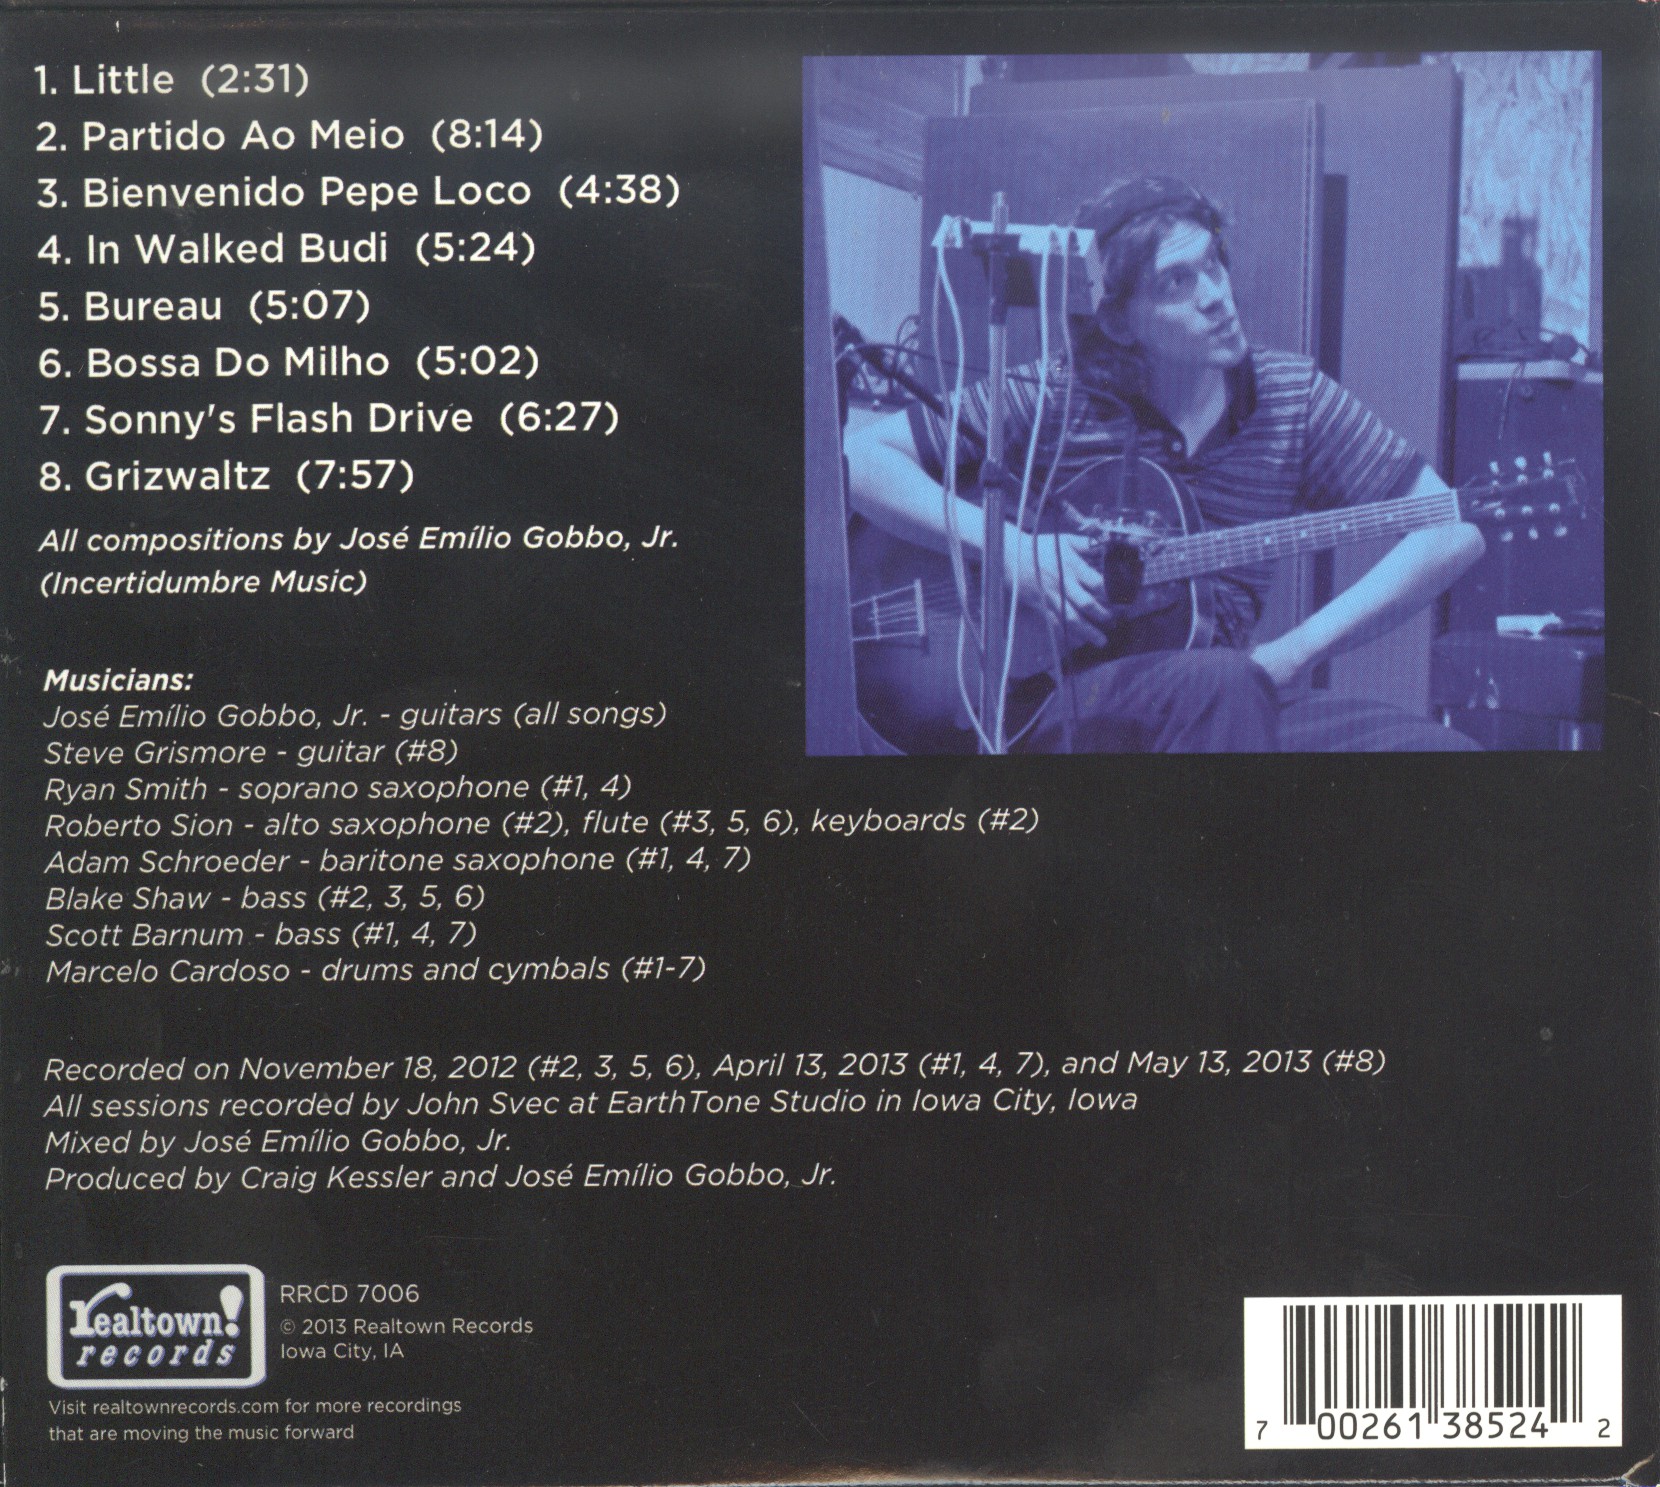 1. Little (2:31)
2. Partido Ao Meio (8:14)
3. Bienvenido Pepe Loco (4:38)
4. In Walked Budi (5:24)
5. Bureau (5:07)
6. Bossa Do Milho (5:02)
7. Sonny's Flash Drive (6:27)
8. Grizwaltz (7:57)
All compositions by José Emílio Gobbo, Jr.
(Incertidumbre Music)
Musicians:
José Emílio Gobbo, Jr. - guitars (all songs)
Steve Grismore - guitar (#8)
Ryan Smith - soprano saxophone (#1, 4)
Roberto Sion - alto saxophone (#2), flute (#3, 5, 6), keyboards (#2)
Adam Schroeder - baritone saxophone (#1, 4, 7)
Blake Shaw - bass (#2, 3, 5, 6)
Scott Barnum - bass (#1, 4, 7)
Marcelo Cardoso - drums and cymbals (#1-7)
Recorded on November 18, 2012 (#2, 3, 5, 6), April 13, 2013 (#1, 4, 7), and May 13, 2013 (#8)
All sessions recorded by John Svec at EarthTone Studio in Iowa City, Iowa
Mixed by José Emílio Gobbo, Jr.
Produced by Craig Kessler and José Emílio Gobbo, Jr.
realtown!
records
RRCD 7006
© 2013 Realtown Records
Iowa City, IA
Visit realtownrecords.com for more recordings
that are moving the music forward
7 00261 38524 2